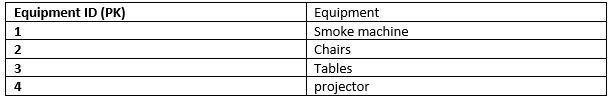 Equipment ID (PK) Equipment
1 Smoke machine
2 Chairs
3 Tables
4 projector